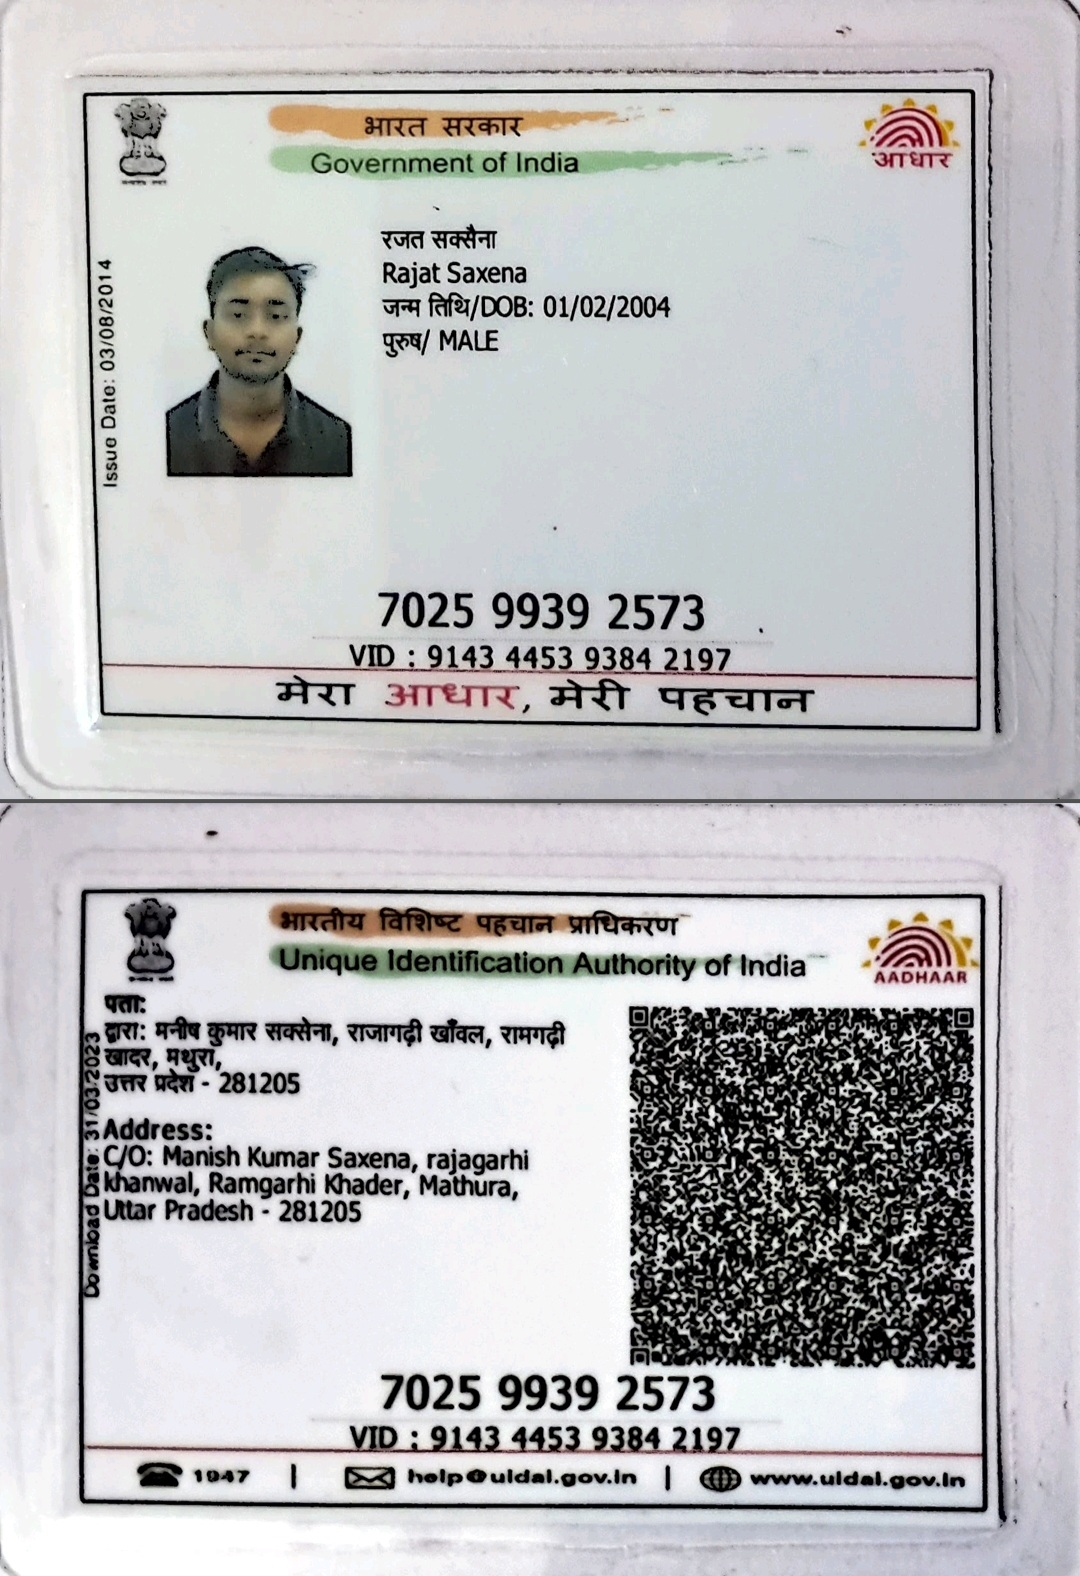 भारत सरकार
Government of India
आधार
Issue Date: 03/08/2014
रजत सक्सैना
Rajat Saxena
जन्म तिथि/DOB: 01/02/2004
पुरुष/ MALE
7025 9939 2573
VID : 9143 4453 9384 2197
मेरा आधार, मेरी पहचान
भारतीय विशिष्ट पहचान प्राधिकरण
Unique Identification Authority of India
AADHAAR
Download Date: 31/03/2023
पता:
द्वारा: मनीष कुमार सक्सेना, राजागढ़ी खाँवल, रामगढ़ी
खादर, मथुरा,
उत्तर प्रदेश - 281205
Address:
C/O: Manish Kumar Saxena, rajagarhi
khanwal, Ramgarhi Khader, Mathura,
Uttar Pradesh - 281205
7025 9939 2573
VID : 9143 4453 9384 2197
1947 | help@uidai.gov.in | www.uidai.gov.in